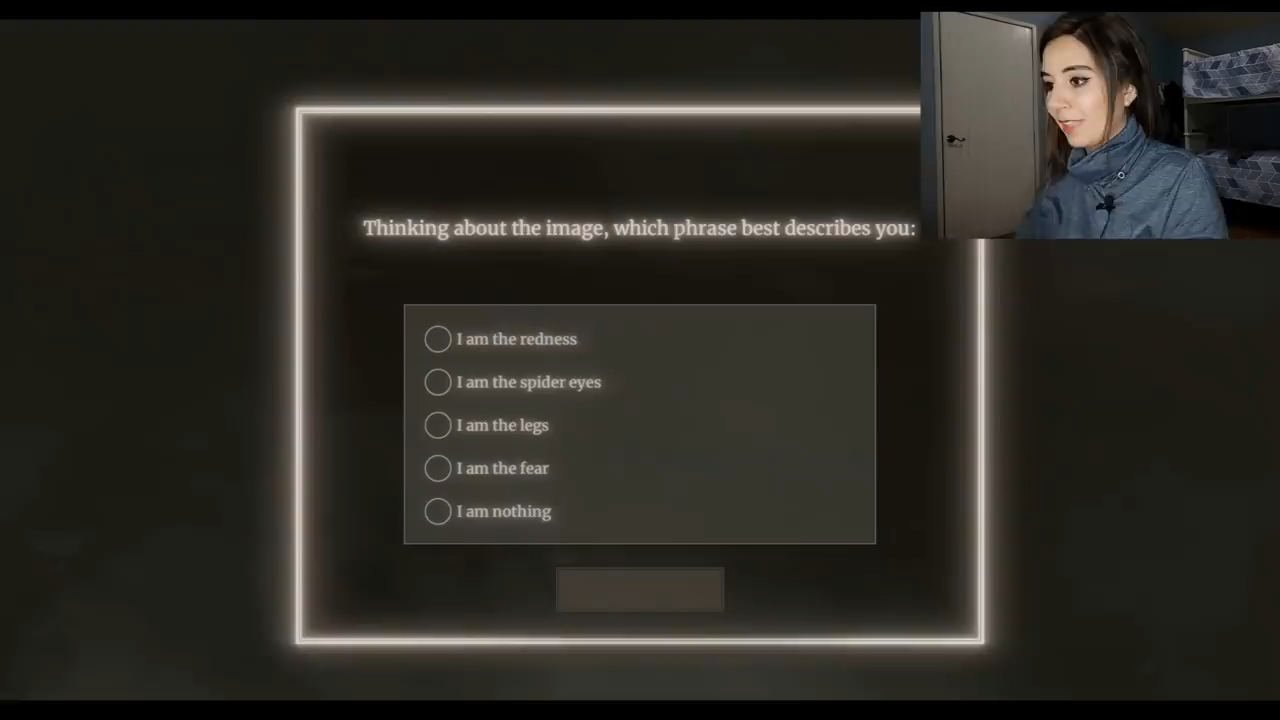 Thinking about the image, which phrase best describes you:
I am the redness
I am the spider eyes
I am the legs
I am the fear
I am nothing